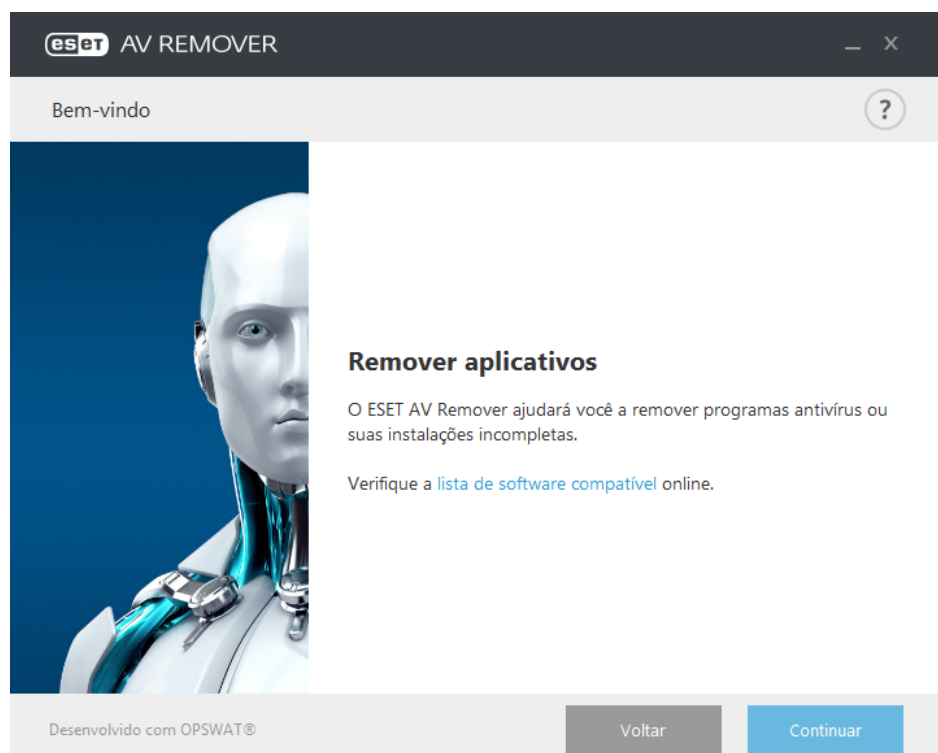 eset AV REMOVER
Bem-vindo
?
Remover aplicativos
O ESET AV Remover ajudará você a remover programas antivírus ou
suas instalações incompletas.
Verifique a lista de software compatível online.
Desenvolvido com OPSWAT®
Voltar
Continuar